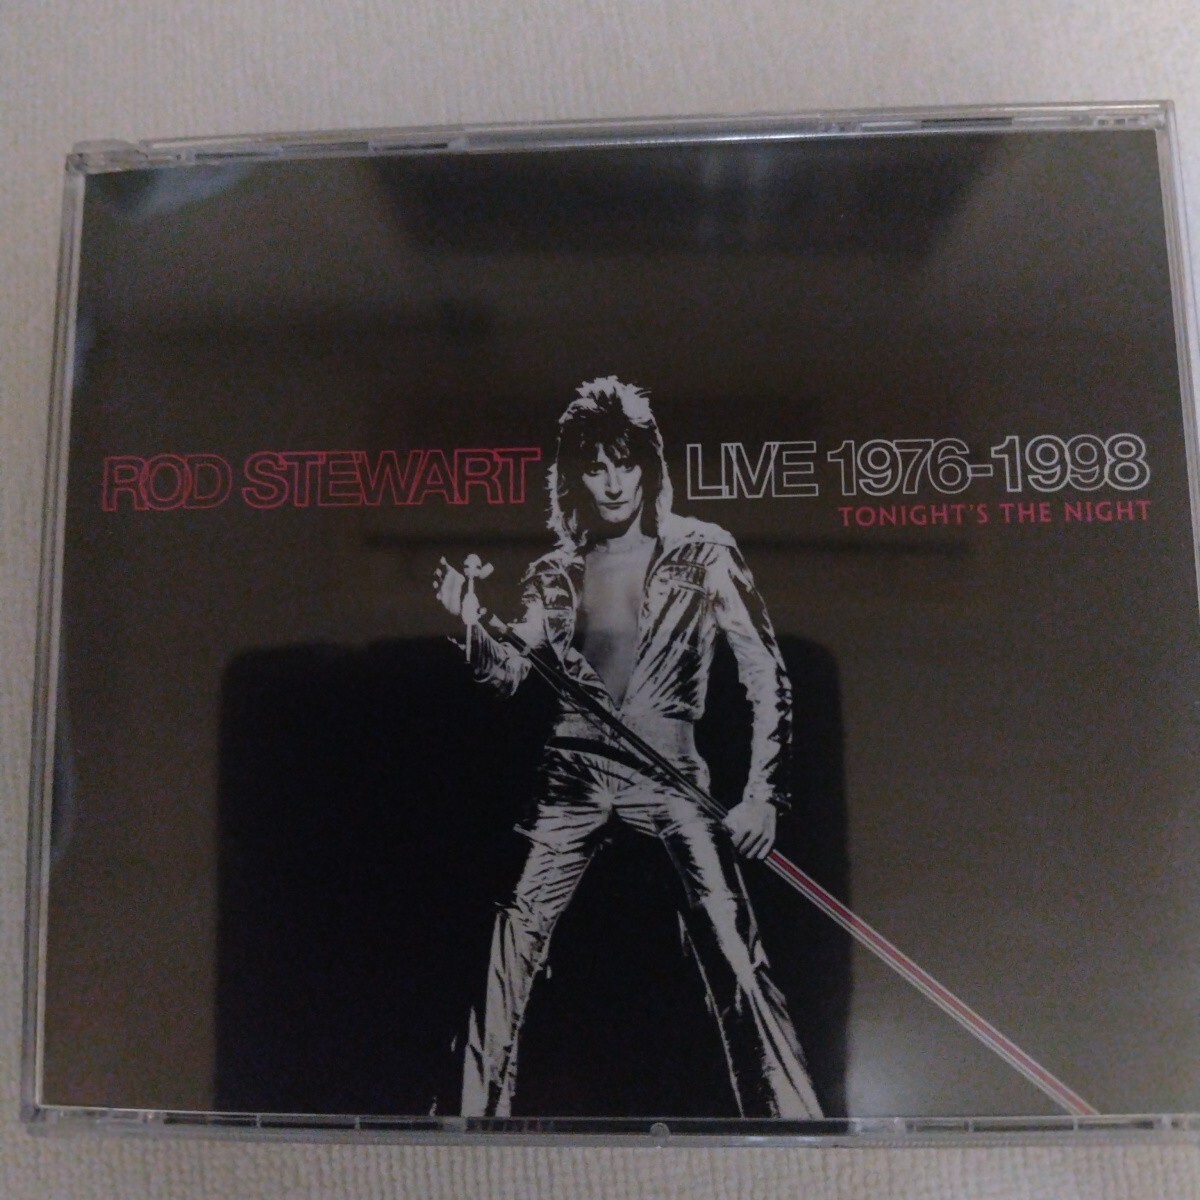 ROD STEWART LIVE 1976-1998
TONIGHT'S THE NIGHT